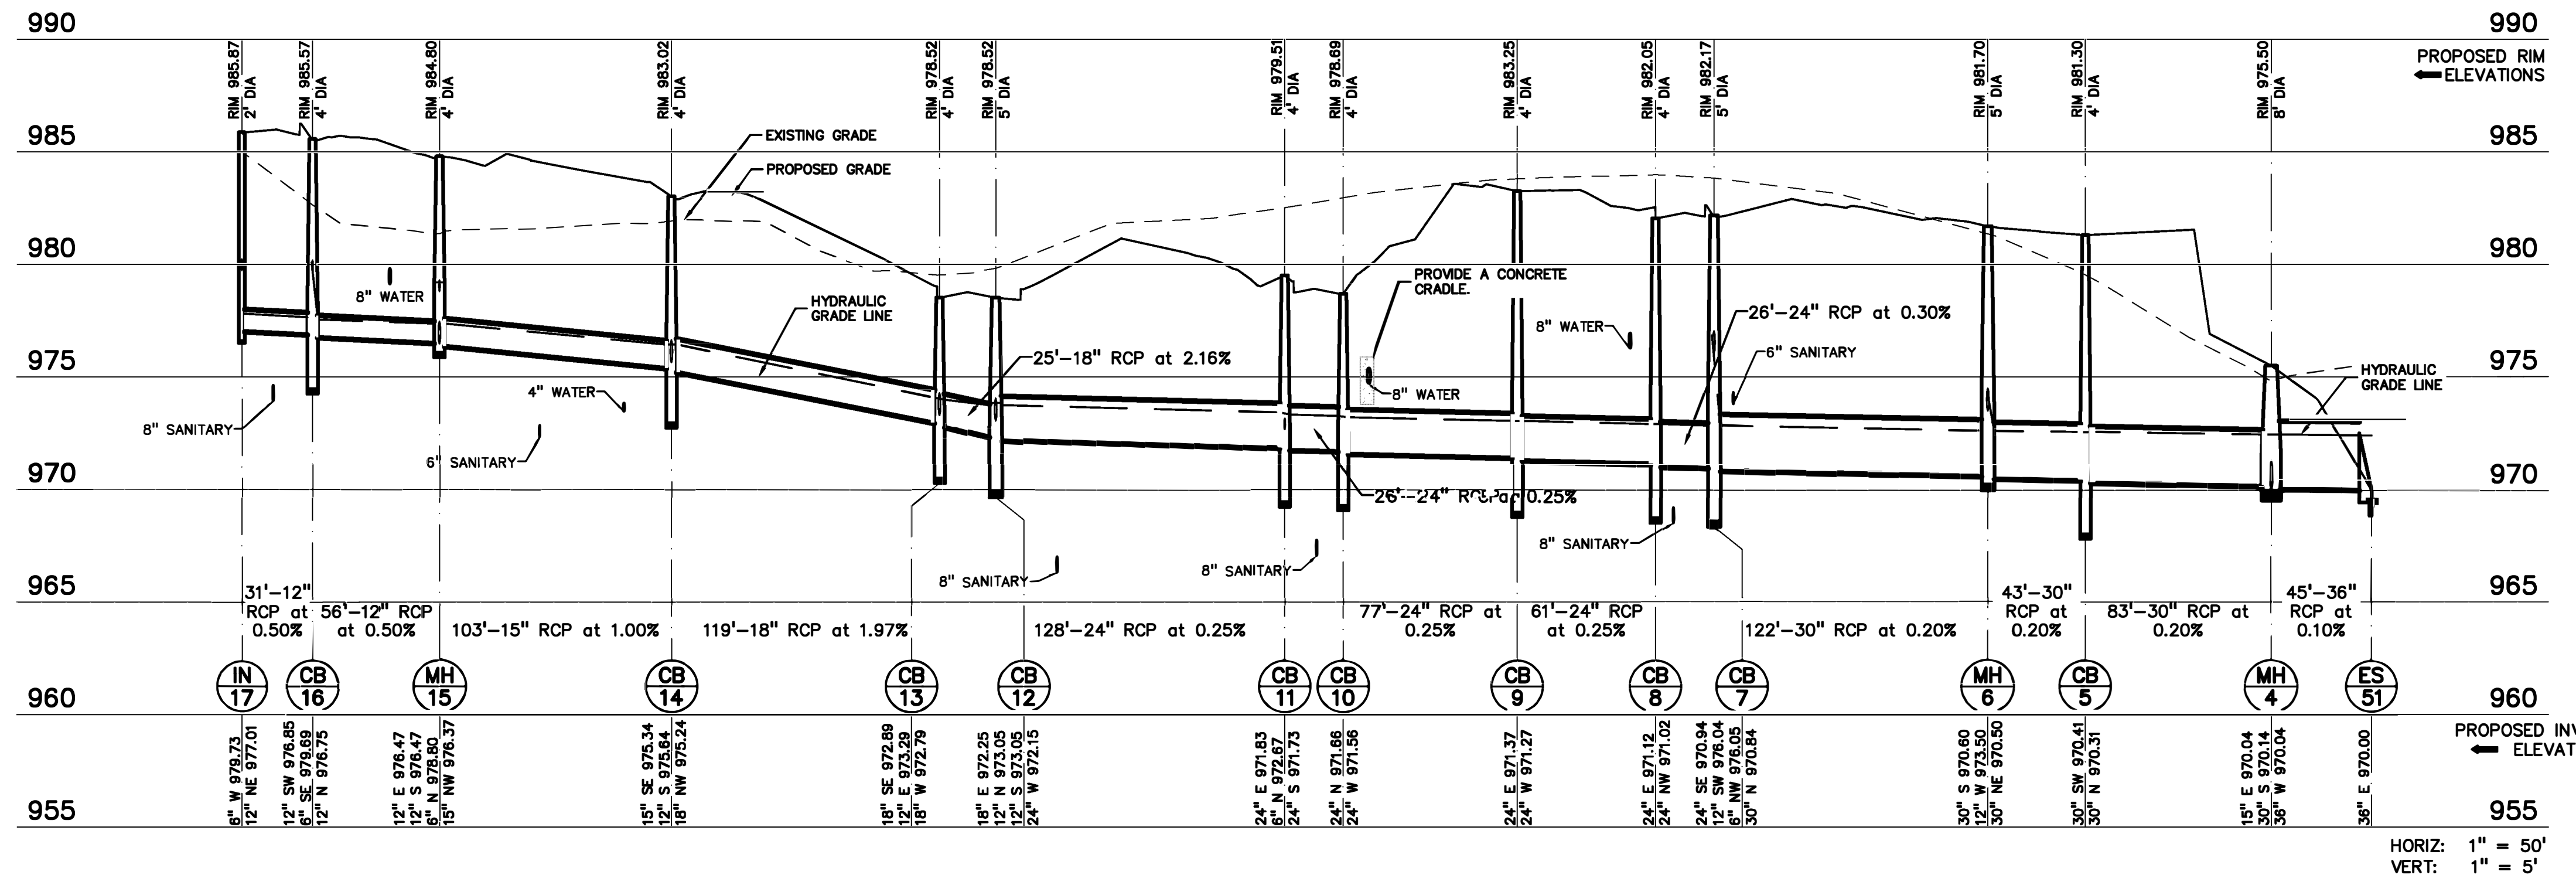 990
990
RIM 985.87
2' DIA
RIM 985.57
4' DIA
RIM 984.80
4' DIA
RIM 983.02
4' DIA
RIM 978.52
4' DIA
RIM 978.52
5' DIA
RIM 979.51
4' DIA
RIM 978.69
4' DIA
RIM 983.25
4' DIA
RIM 982.05
4' DIA
RIM 982.17
5' DIA
RIM 981.70
5' DIA
RIM 981.30
4' DIA
RIM 975.50
8' DIA
PROPOSED RIM
ELEVATIONS
985
985
EXISTING GRADE
PROPOSED GRADE
980
980
8" WATER
HYDRAULIC
GRADE LINE
PROVIDE A CONCRETE
CRADLE.
8" WATER
26'-24" RCP at 0.30%
6" SANITARY
975
975
25'-18" RCP at 2.16%
HYDRAULIC
GRADE LINE
4" WATER
8" WATER
8" SANITARY
6" SANITARY
970
970
26'-24" RCP at 0.25%
8" SANITARY
8" SANITARY
8" SANITARY
965
965
31'-12"
RCP at
0.50%
56'-12" RCP
at 0.50%
103'-15" RCP at 1.00%
119'-18" RCP at 1.97%
128'-24" RCP at 0.25%
77'-24" RCP at
0.25%
61'-24" RCP
at 0.25%
122'-30" RCP at 0.20%
43'-30"
RCP at
0.20%
83'-30" RCP at
0.20%
45'-36"
RCP at
0.10%
IN
17
CB
16
MH
15
CB
14
CB
13
CB
12
CB
11
CB
10
CB
9
CB
8
CB
7
MH
6
CB
5
MH
4
ES
51
960
960
6" W 979.73
12" NE 977.01
12" SW 976.85
6" SE 979.69
12" N 976.75
12" E 976.47
12" S 976.47
6" N 978.80
15" NW 976.37
15" SE 975.34
12" S 975.64
18" NW 975.24
18" SE 972.89
12" E 973.29
18" W 972.79
18" E 972.25
12" N 973.05
12" S 973.05
24" W 972.15
24" E 971.83
6" N 972.67
24" S 971.73
24" N 971.66
24" W 971.56
24" E 971.37
24" W 971.27
24" E 971.12
24" NW 971.02
24" SE 970.94
12" SW 976.04
6" NW 976.05
30" N 970.84
30" S 970.60
12" W 973.50
30" NE 970.50
30" SW 970.41
30" N 970.31
15" E 970.04
30" S 970.14
36" W 970.04
36" E 970.00
PROPOSED INV
ELEVAT
955
955
HORIZ: 1" = 50'
VERT: 1" = 5'